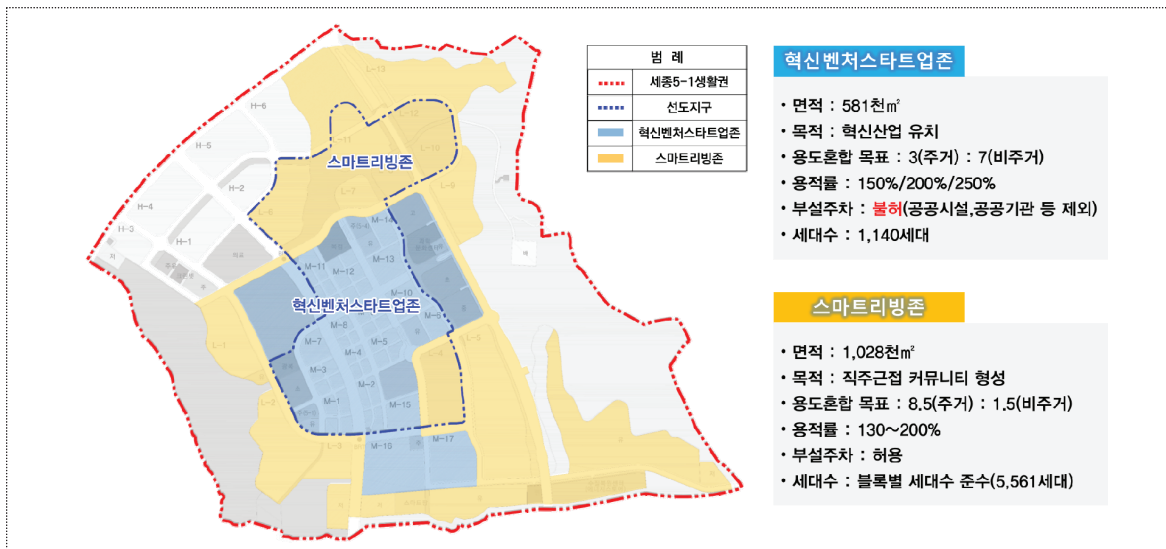 범 례
세종5-1생활권
선도지구
혁신벤처스타트업존
스마트리빙존
혁신벤처스타트업존
• 면적 : 581천㎡
• 목적 : 혁신산업 유치
• 용도혼합 목표 : 3(주거) : 7(비주거)
• 용적률 : 150%/200%/250%
• 부설주차 : 불허(공공시설,공공기관 등 제외)
• 세대수 : 1,140세대
스마트리빙존
• 면적 : 1,028천㎡
• 목적 : 직주근접 커뮤니티 형성
• 용도혼합 목표 : 8.5(주거) : 1.5(비주거)
• 용적률 : 130~200%
• 부설주차 : 허용
• 세대수 : 블록별 세대수 준수(5,561세대)
L-13
H-6
L-12
H-5
L-11
L-10
스마트리빙존
H-2
L-7
L-9
H-4
L-8
H-3
H-1
M-14
M-13
M-11
M-12
M-10
혁신벤처스타트업존
M-6
M-8
M-7
M-5
L-1
M-4
L-4
L-5
M-3
M-2
L-2
M-1
M-15
L-3
M-16
M-17